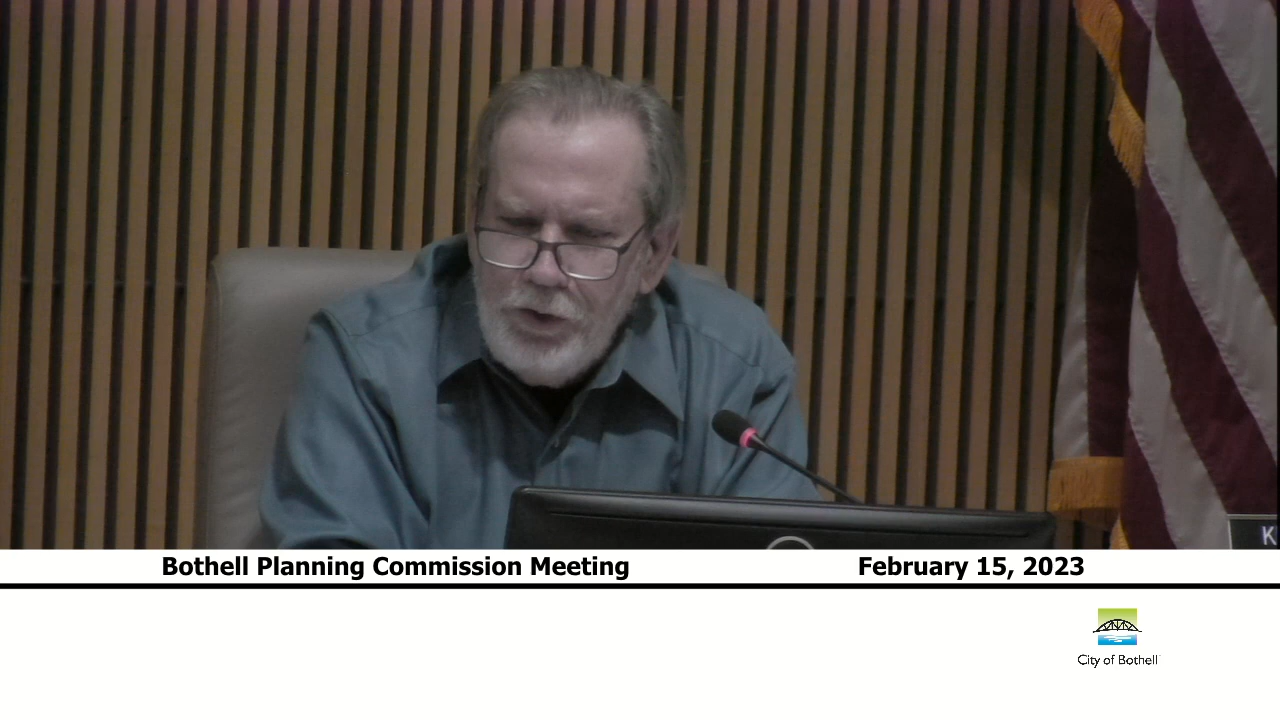 K
Bothell Planning Commission Meeting
February 15, 2023
City of Bothell